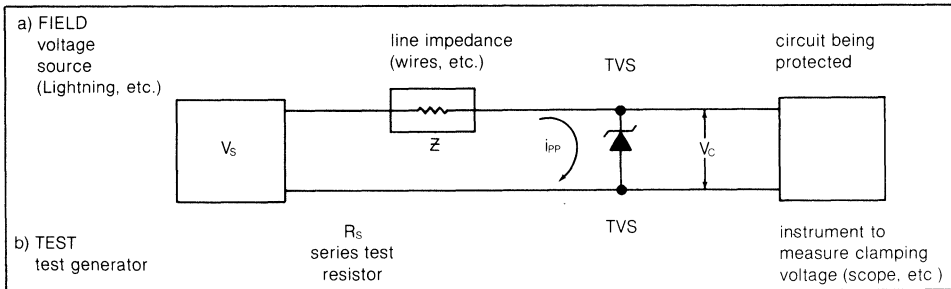 a) FIELD
voltage
source
(Lightning, etc.)
line impedance
(wires, etc.)
TVS
circuit being
protected
VS
Z
iPP
VC
b) TEST
test generator
RS
series test
resistor
TVS
instrument to
measure clamping
voltage (scope, etc )